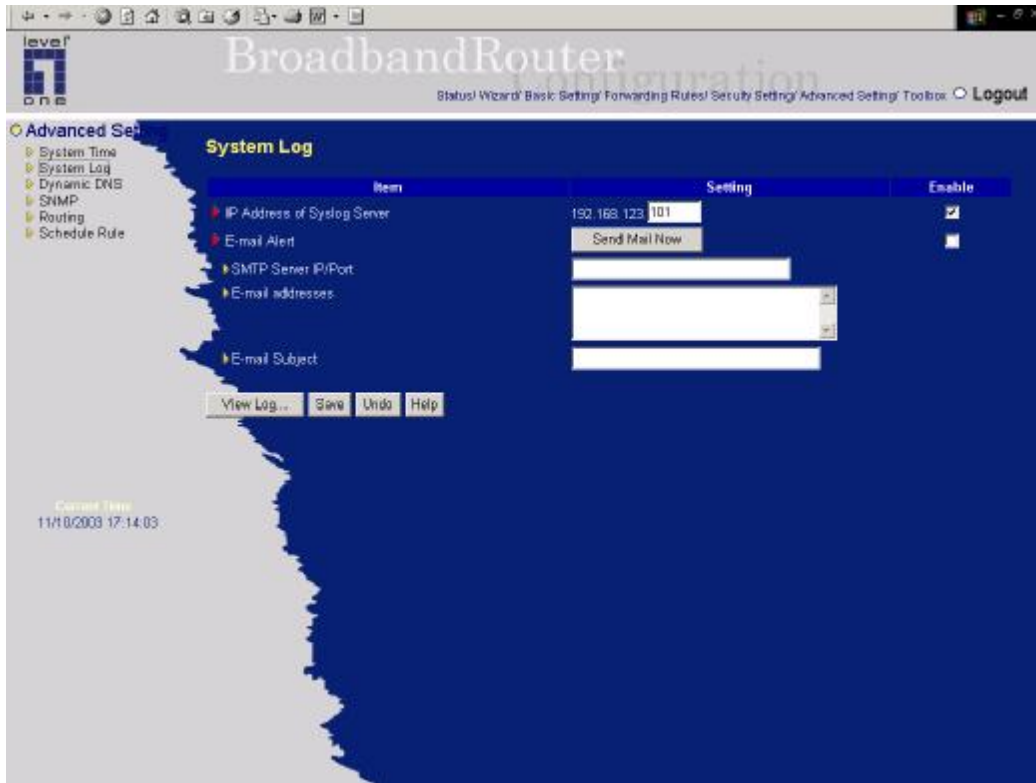 level
one
BroadbandRouter
Configuration
Status/ Wizard/ Basic Setting/ Forwarding Rules/ Security Setting/ Advanced Setting/ Toolbox Logout
Advanced Setting
System Time
System Log
Dynamic DNS
SNMP
Routing
Schedule Rule
System Log
Item Setting Enable
IP Address of Syslog Server 192.168.123. 101
E-mail Alert Send Mail Now
SMTP Server IP/Port
E-mail addresses
E-mail Subject
View Log... Save Undo Help
Current Time
11/10/2003 17:14:03